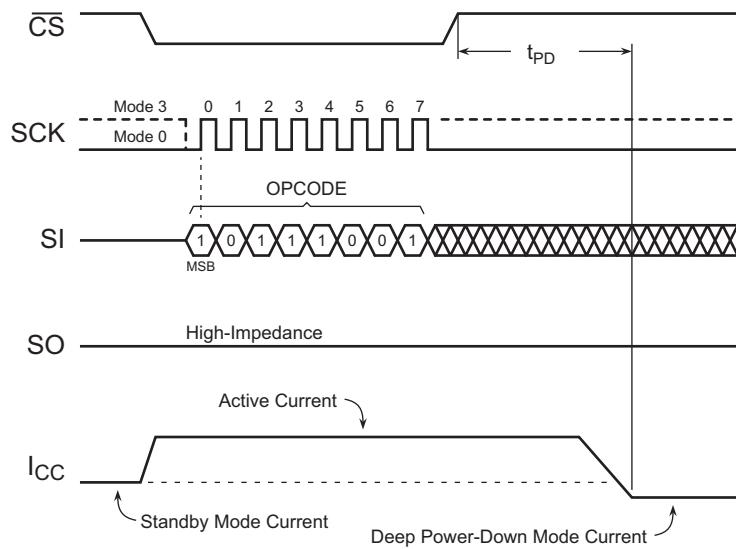 CS
tPD
SCK
Mode 3
Mode 0
0 1 2 3 4 5 6 7
OPCODE
SI
1 0 1 1 1 0 0 1
MSB
SO
High-Impedance
Active Current
ICC
Standby Mode Current
Deep Power-Down Mode Current